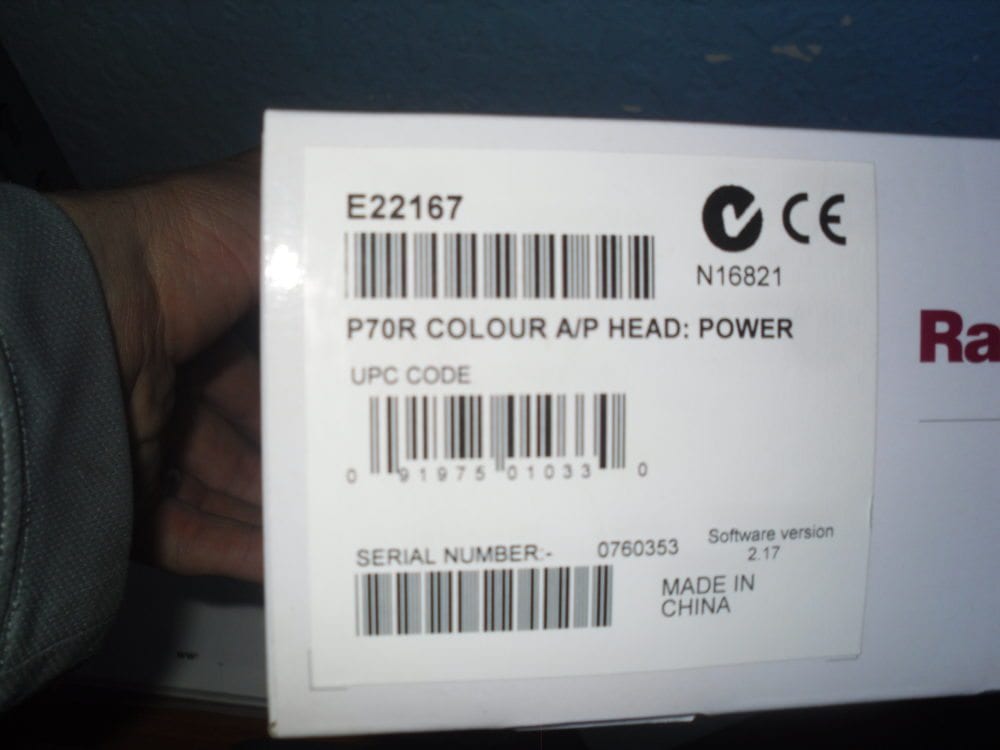 E22167
CE
N16821
P70R COLOUR A/P HEAD: POWER
UPC CODE
0 91975 01033 0
SERIAL NUMBER:- 0760353
Software version
2.17
MADE IN
CHINA
Ra